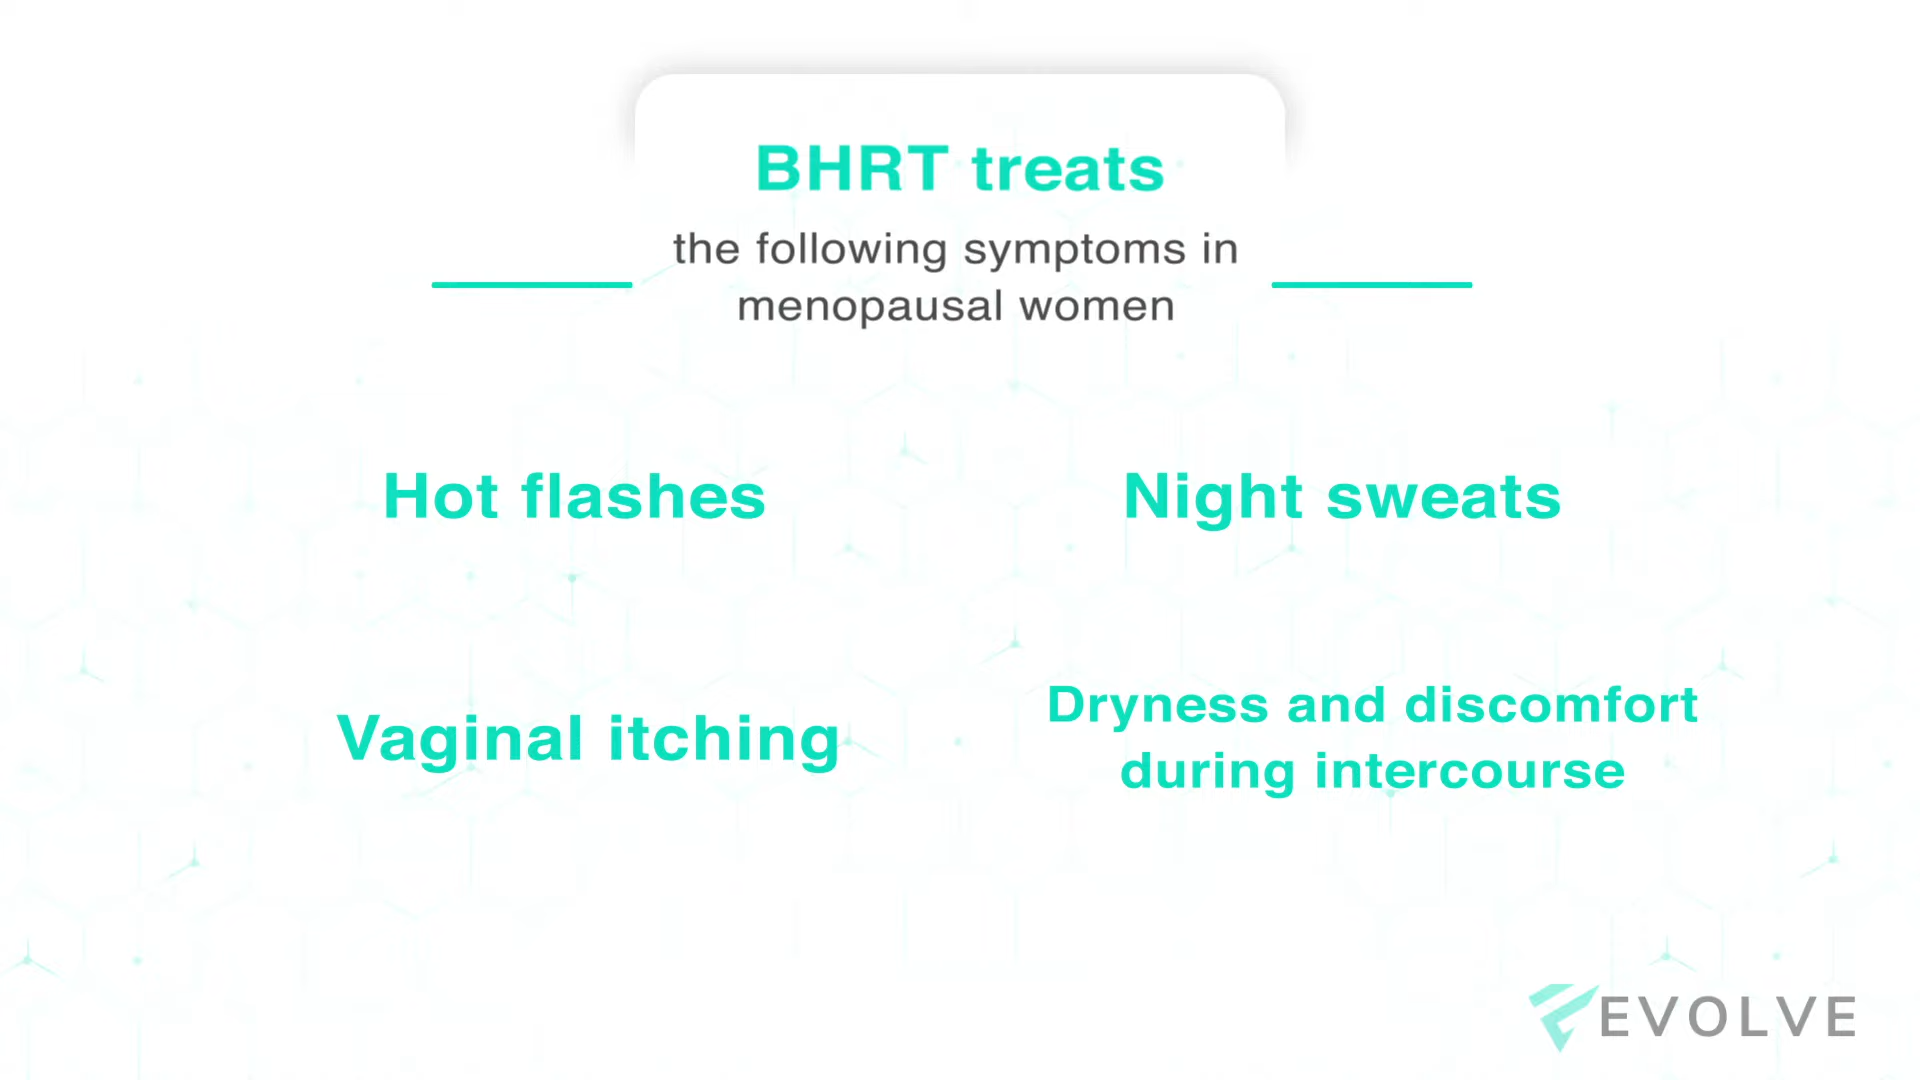 BHRT treats
the following symptoms in
menopausal women
Hot flashes
Night sweats
Vaginal itching
Dryness and discomfort
during intercourse
EVOLVE